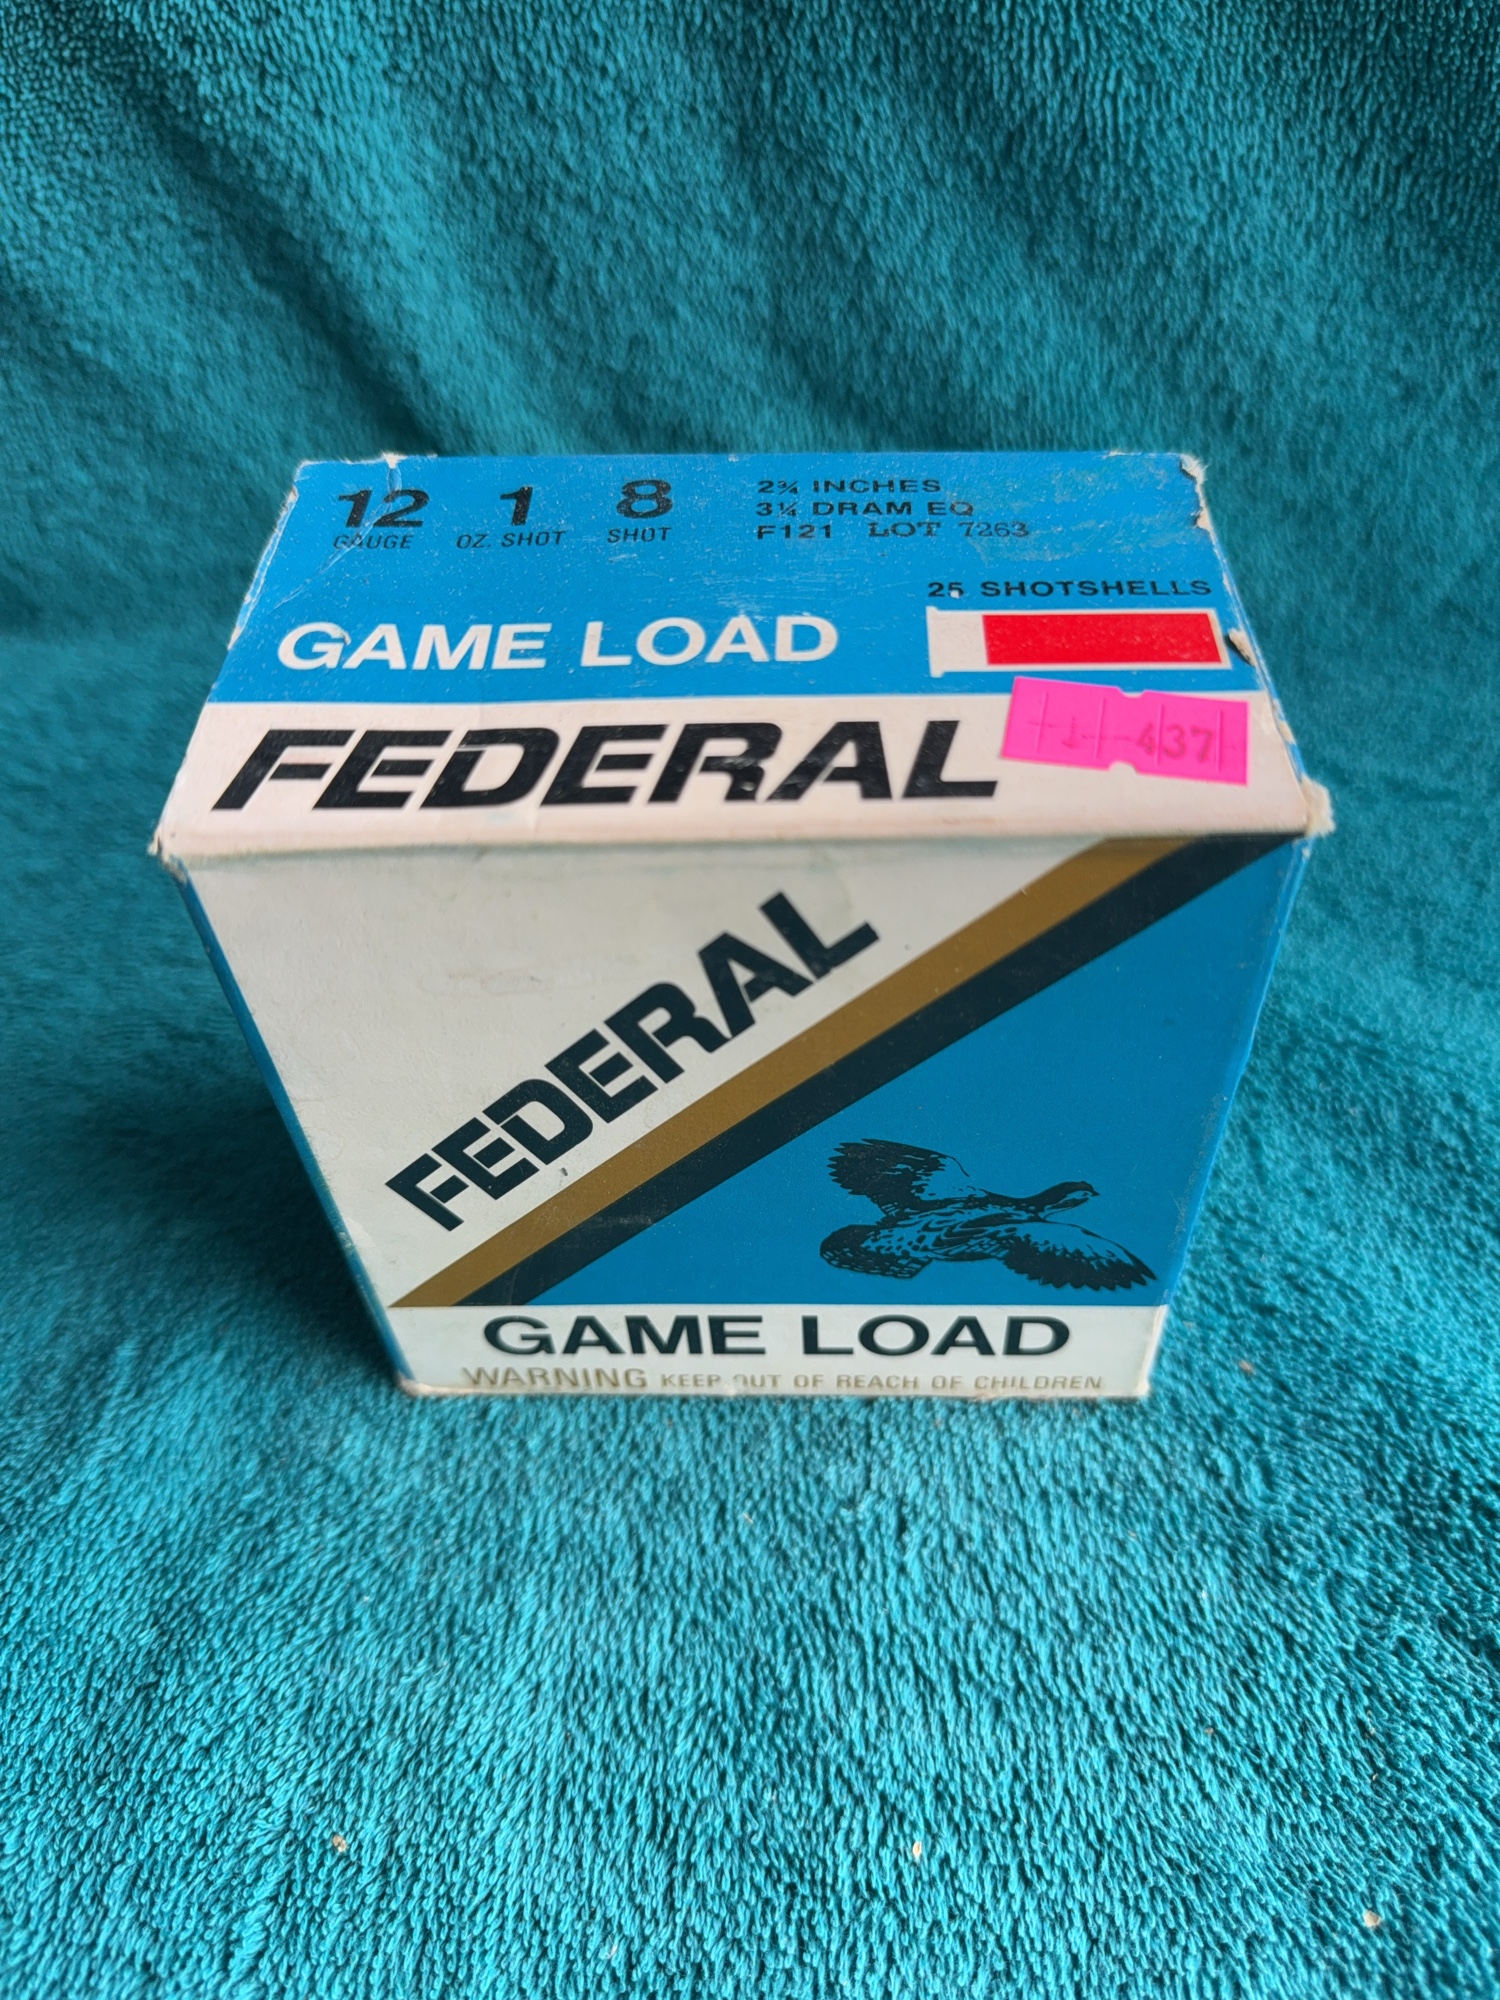 12 1 8
GAUGE OZ. SHOT SHOT
2¾ INCHES
3¼ DRAM EQ
F121 LOT 7263
25 SHOTSHELLS
GAME LOAD
FEDERAL
437
FEDERAL
GAME LOAD
WARNING KEEP OUT OF REACH OF CHILDREN